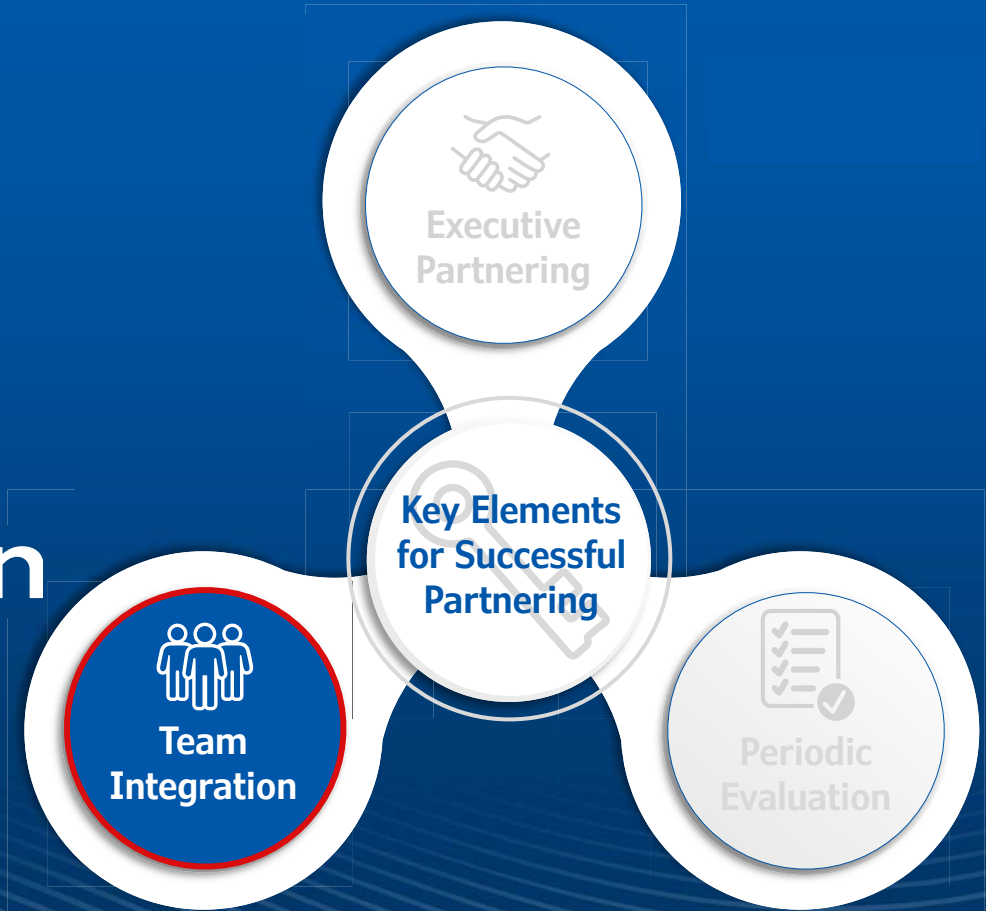 Executive
Partnering
Key Elements
for Successful
Partnering
n
Team
Integration
Periodic
Evaluation